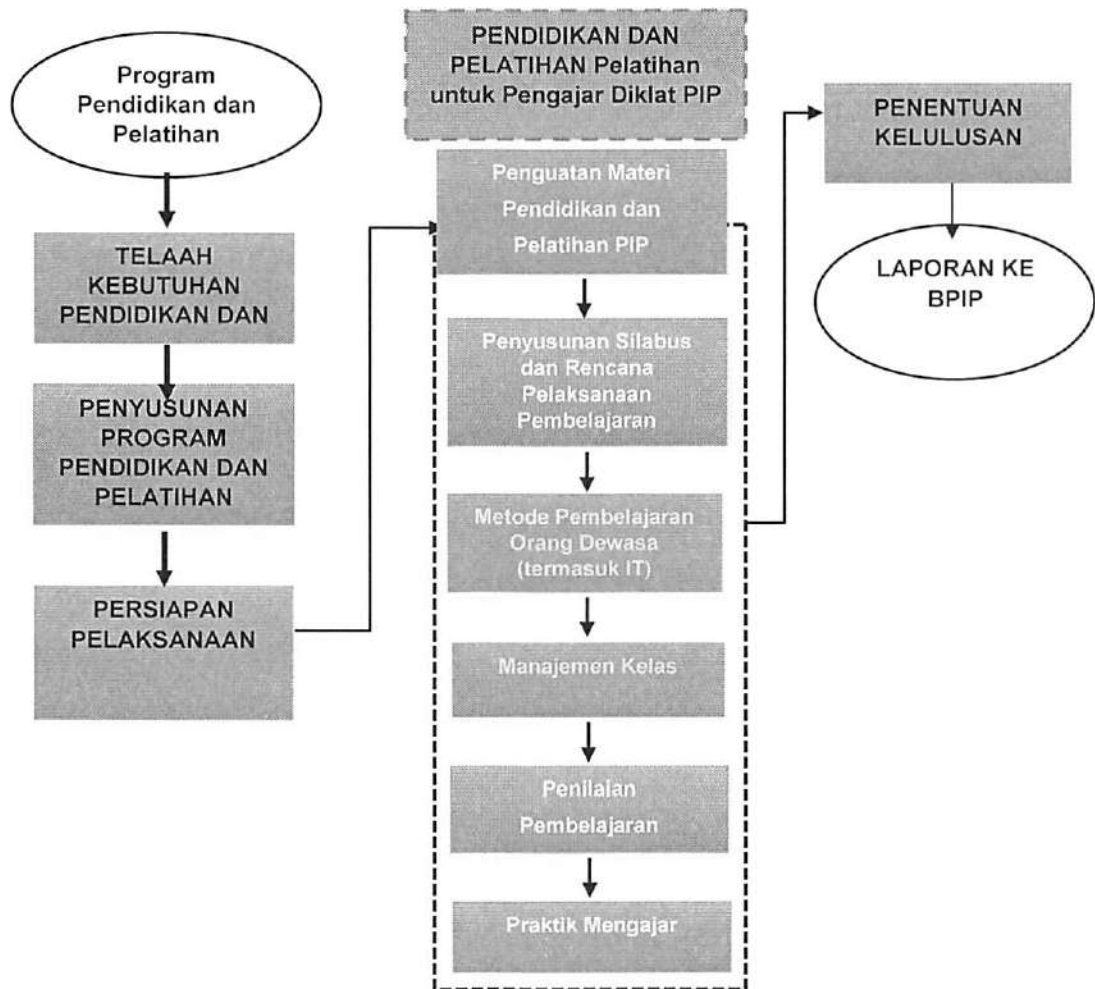 Program
Pendidikan dan
Pelatihan
TELAAH
KEBUTUHAN
PENDIDIKAN DAN
PENYUSUNAN
PROGRAM
PENDIDIKAN DAN
PELATIHAN
PERSIAPAN
PELAKSANAAN
PENDIDIKAN DAN
PELATIHAN Pelatihan
untuk Pengajar Diklat PIP
Penguatan Materi
Pendidikan dan
Pelatihan PIP
Penyusunan Silabus
dan Rencana
Pelaksanaan
Pembelajaran
Metode Pembelajaran
Orang Dewasa
(termasuk IT)
Manajemen Kelas
Penilaian
Pembelajaran
Praktik Mengajar
PENENTUAN
KELULUSAN
LAPORAN KE
BPIP